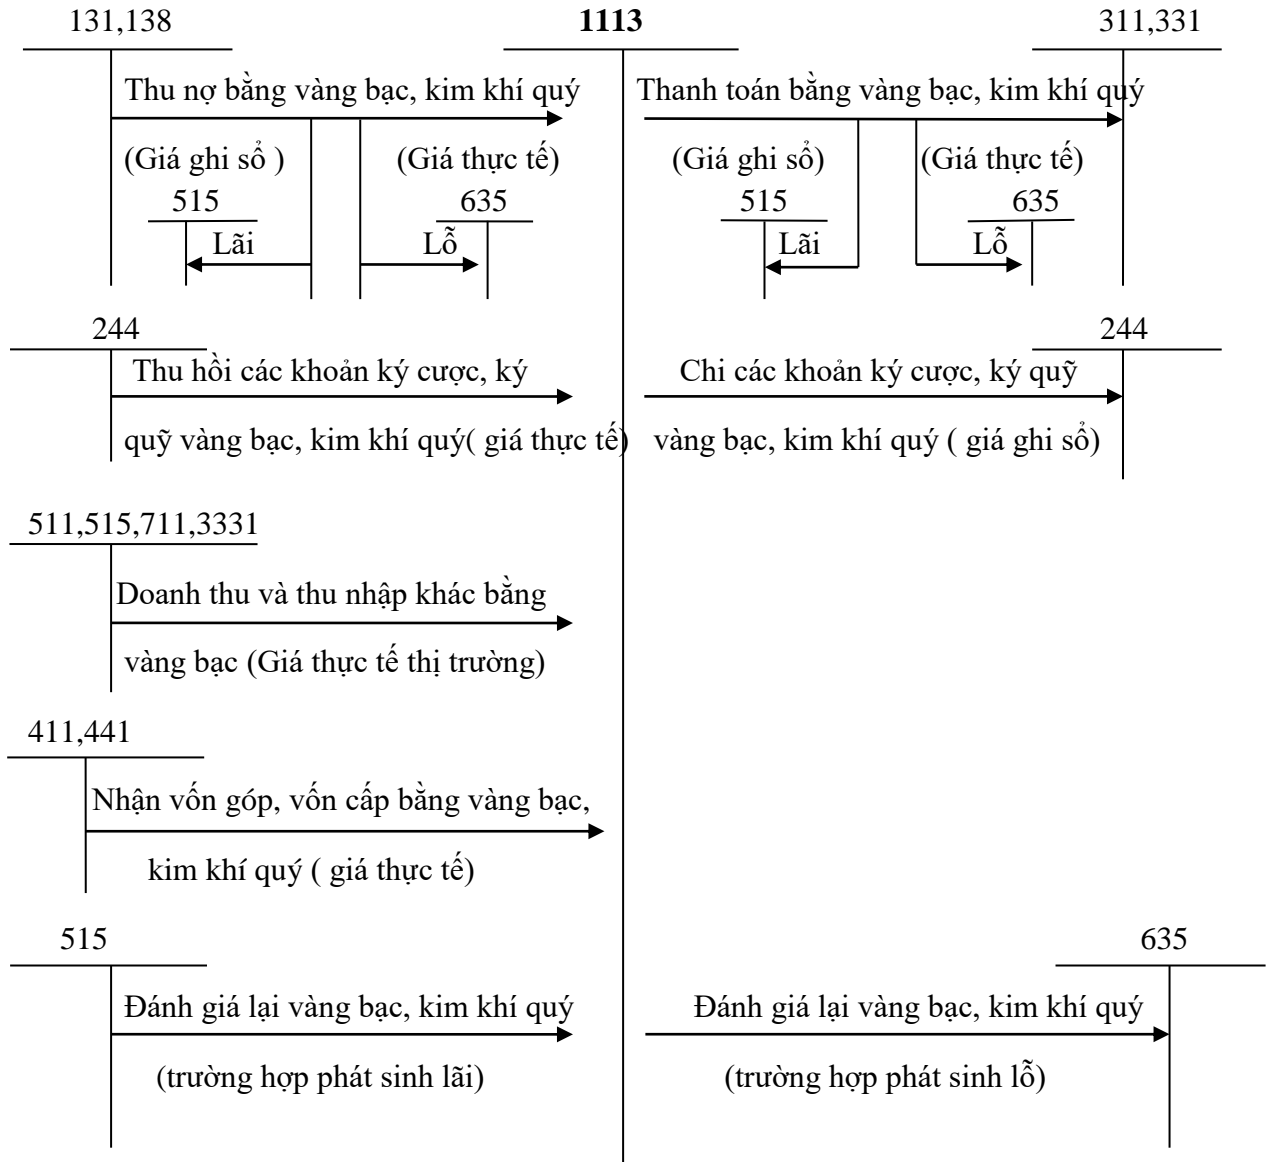 131,138
1113
311,331
Thu nợ bằng vàng bạc, kim khí quý
Thanh toán bằng vàng bạc, kim khí quý
(Giá ghi sổ )
(Giá thực tế)
(Giá ghi sổ)
(Giá thực tế)
515
635
515
635
Lãi
Lỗ
Lãi
Lỗ
244
244
Thu hồi các khoản ký cược, ký
Chi các khoản ký cược, ký quỹ
quỹ vàng bạc, kim khí quý( giá thực tế)
vàng bạc, kim khí quý ( giá ghi sổ)
511,515,711,3331
Doanh thu và thu nhập khác bằng
vàng bạc (Giá thực tế thị trường)
411,441
Nhận vốn góp, vốn cấp bằng vàng bạc,
kim khí quý ( giá thực tế)
515
635
Đánh giá lại vàng bạc, kim khí quý
Đánh giá lại vàng bạc, kim khí quý
(trường hợp phát sinh lãi)
(trường hợp phát sinh lỗ)